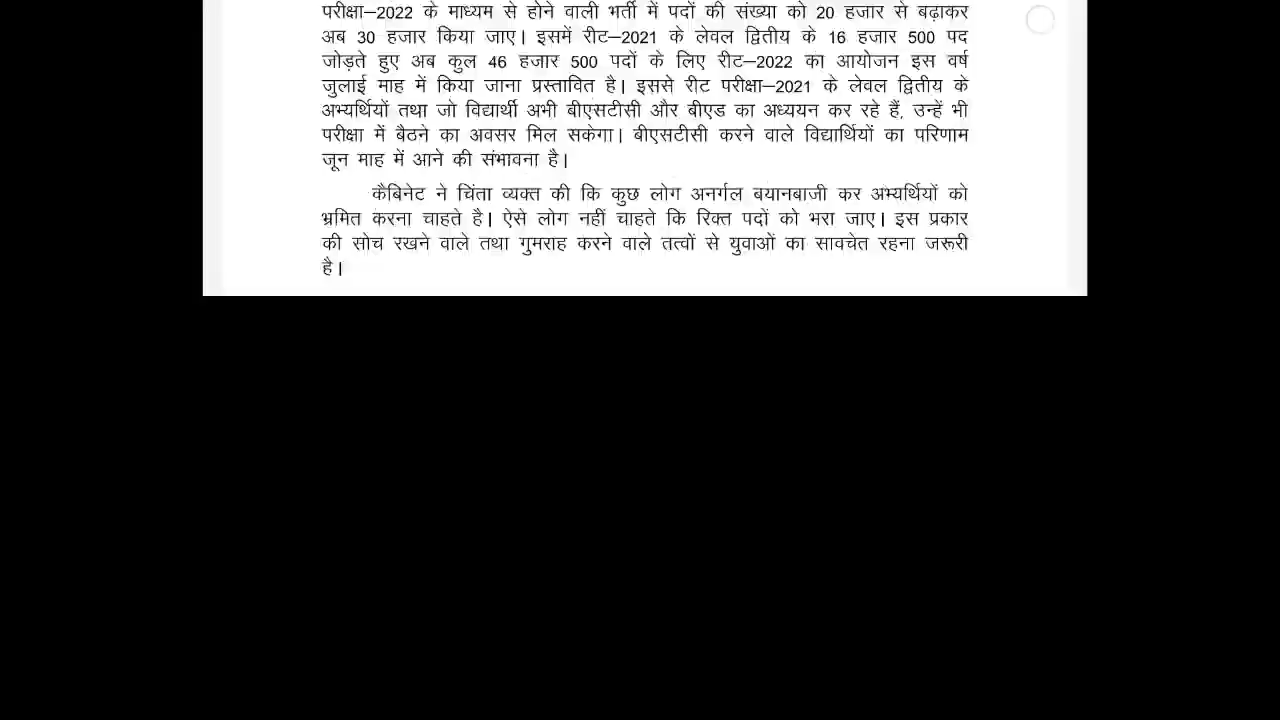 परीक्षा–2022 के माध्यम से होने वाली भर्ती में पदों की संख्या को 20 हजार से बढ़ाकर
अब 30 हजार किया जाए। इसमें रीट–2021 के लेवल द्वितीय के 16 हजार 500 पद
जोड़ते हुए अब कुल 46 हजार 500 पदों के लिए रीट–2022 का आयोजन इस वर्ष
जुलाई माह में किया जाना प्रस्तावित है। इससे रीट परीक्षा–2021 के लेवल द्वितीय के
अभ्यर्थियों तथा जो विद्यार्थी अभी बीएसटीसी और बीएड का अध्ययन कर रहे हैं, उन्हें भी
परीक्षा में बैठने का अवसर मिल सकेगा। बीएसटीसी करने वाले विद्यार्थियों का परिणाम
जून माह में आने की संभावना है।
कैबिनेट ने चिंता व्यक्त की कि कुछ लोग अनर्गल बयानबाजी कर अभ्यर्थियों को
भ्रमित करना चाहते है। ऐसे लोग नहीं चाहते कि रिक्त पदों को भरा जाए। इस प्रकार
की सोच रखने वाले तथा गुमराह करने वाले तत्वों से युवाओं का सावचेत रहना जरूरी
है।